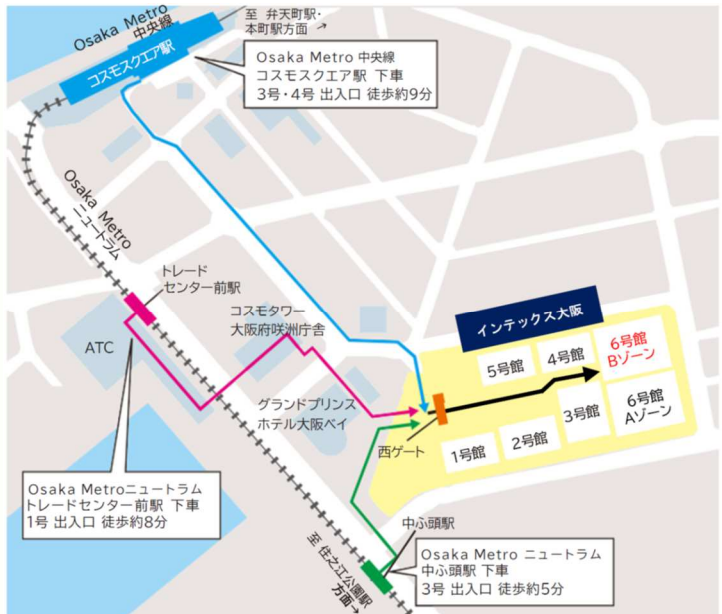 Osaka Metro
中央線
至 弁天町駅・
本町駅方面 →
コスモスクエア駅
Osaka Metro 中央線
コスモスクエア駅 下車
3号・4号 出入口 徒歩約9分
Osaka Metro
ニュートラム
トレード
センター前駅
コスモタワー
大阪府咲洲庁舎
ATC
インテックス大阪
5号館
4号館
6号館
Bゾーン
グランドプリンス
ホテル大阪ベイ
西ゲート
1号館
2号館
3号館
6号館
Aゾーン
Osaka Metroニュートラム
トレードセンター前駅 下車
1号 出入口 徒歩約8分
中ふ頭駅
Osaka Metro ニュートラム
中ふ頭駅 下車
3号 出入口 徒歩約5分
至 住之江公園駅
方面→